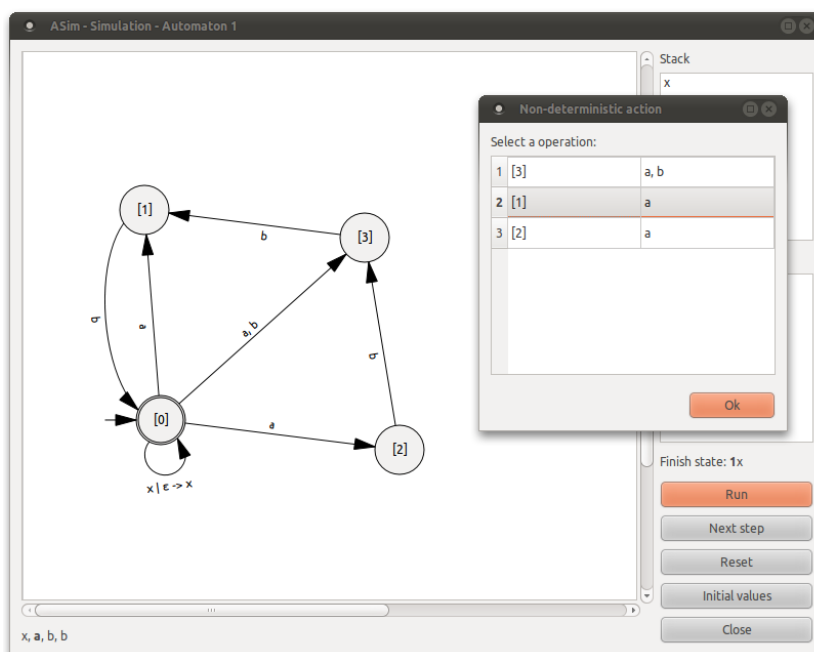 ASim - Simulation - Automaton 1
Stack
x
Non-deterministic action
Select a operation:
1 [3] a, b
2 [1] a
3 [2] a
Ok
[1]
[3]
b
b
a
a, b
b
[0]
a
[2]
x | ε -> x
Finish state: 1x
Run
Next step
Reset
Initial values
Close
x, a, b, b